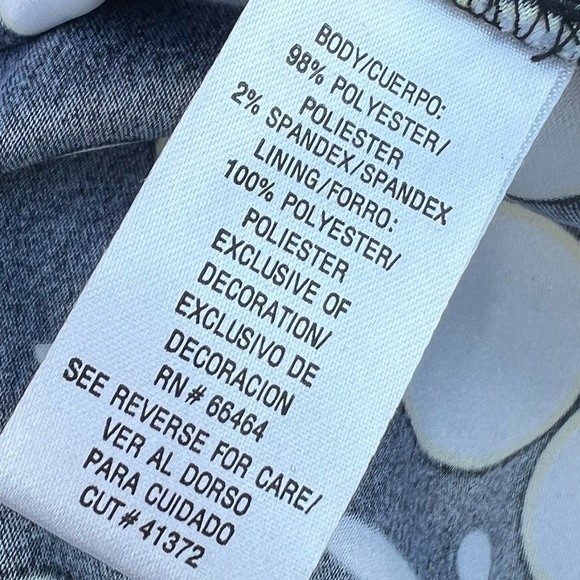 BODY/CUERPO:
98% POLYESTER/
POLIESTER
2% SPANDEX/SPANDEX
LINING/FORRO:
100% POLYESTER/
POLIESTER
EXCLUSIVE OF
DECORATION/
EXCLUSIVO DE
DECORACION
RN # 66464
SEE REVERSE FOR CARE/
VER AL DORSO
PARA CUIDADO
CUT # 41372